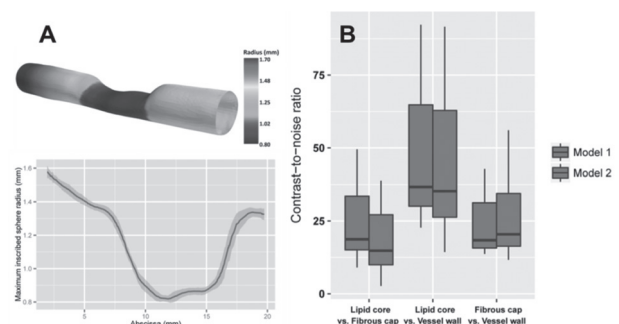 A
Radius (mm)
1.70
1.48
1.25
1.02
0.80
Maximum inscribed sphere radius (mm)
1.6
1.4
1.2
1.0
0.8
5
10
15
20
Abscissa (mm)
B
Contrast-to-noise ratio
75
50
25
0
Lipid core
vs. Fibrous cap
Lipid core
vs. Vessel wall
Fibrous cap
vs. Vessel wall
Model 1
Model 2